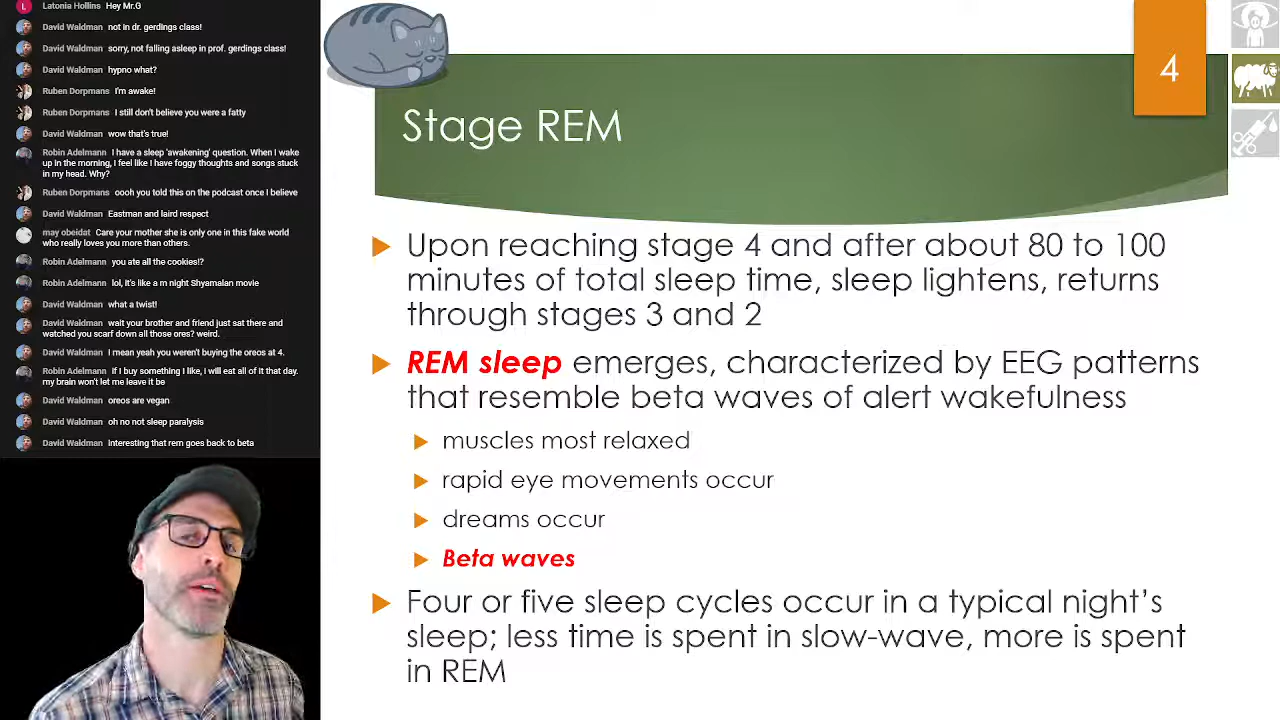 Latonia Hollins Hey Mr.G
David Waldman not in dr. gerdings class!
David Waldman sorry, not falling asleep in prof. gerdings class!
David Waldman hypno what?
Ruben Dorpmans I'm awake!
Ruben Dorpmans I still don't believe you were a fatty
David Waldman wow that's true!
Robin Adelmann I have a sleep 'awakening' question. When I wake
up in the morning, I feel like I have foggy thoughts and songs stuck
in my head. Why?
Ruben Dorpmans oooh you told this on the podcast once I believe
David Waldman Eastman and laird respect
may obeidat Care your mother she is only one in this fake world
who really loves you more than others.
Robin Adelmann you ate all the cookies!?
Robin Adelmann lol, it's like a m night Shyamalan movie
David Waldman what a twist!
David Waldman wait your brother and friend just sat there and
watched you scarf down all those ores? weird.
David Waldman I mean yeah you weren't buying the oreos at 4.
Robin Adelmann if I buy something I like, i will eat all of it that day.
my brain won't let me leave it be
David Waldman oreos are vegan
David Waldman oh no not sleep paralysis
David Waldman Interesting that rem goes back to beta
4
Stage REM
Upon reaching stage 4 and after about 80 to 100
minutes of total sleep time, sleep lightens, returns
through stages 3 and 2
REM sleep emerges, characterized by EEG patterns
that resemble beta waves of alert wakefulness
muscles most relaxed
rapid eye movements occur
dreams occur
Beta waves
Four or five sleep cycles occur in a typical night's
sleep; less time is spent in slow-wave, more is spent
in REM